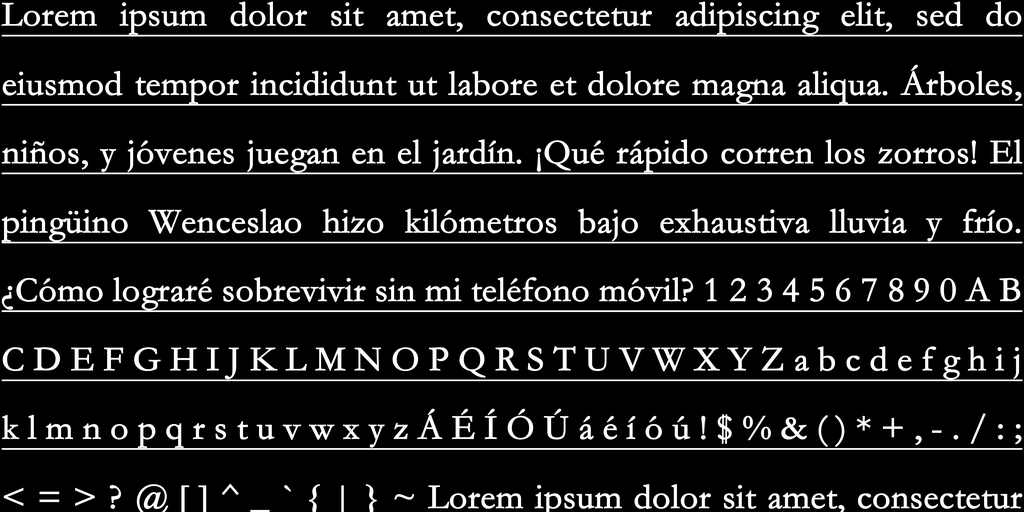 Lorem ipsum dolor sit amet, consectetur adipiscing elit, sed do
eiusmod tempor incididunt ut labore et dolore magna aliqua. Árboles,
niños, y jóvenes juegan en el jardín. ¡Qué rápido corren los zorros! El
pingüino Wenceslao hizo kilómetros bajo exhaustiva lluvia y frío.
¿Cómo lograré sobrevivir sin mi teléfono móvil? 1 2 3 4 5 6 7 8 9 0 A B
C D E F G H I J K L M N O P Q R S T U V W X Y Z a b c d e f g h i j
k l m n o p q r s t u v w x y z Á É Í Ó Ú á é í ó ú ! $ % & ( ) * + , - . / : ;
< = > ? @ [ ] ^ _ ` { | } ~ Lorem ipsum dolor sit amet, consectetur